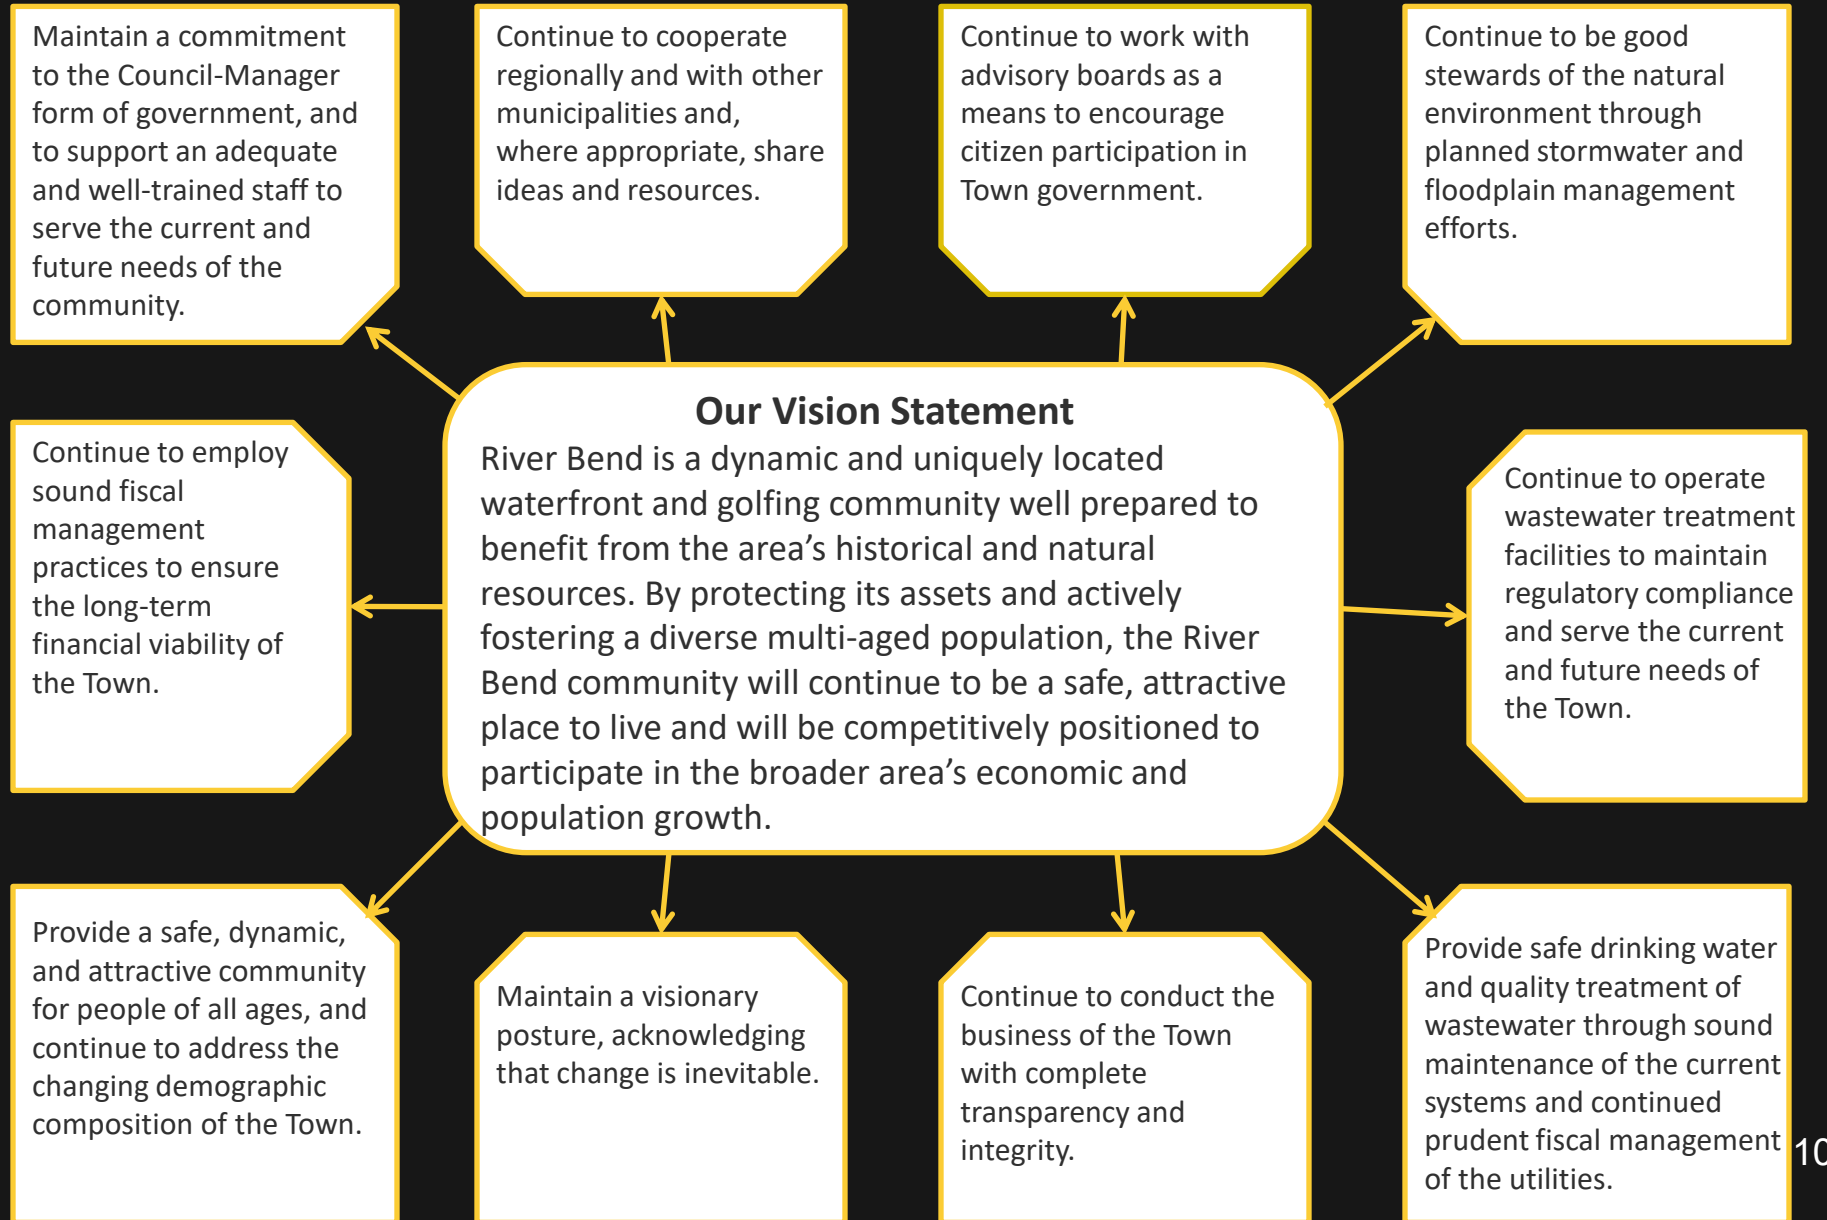 Maintain a commitment
to the Council-Manager
form of government, and
to support an adequate
and well-trained staff to
serve the current and
future needs of the
community.
Continue to cooperate
regionally and with other
municipalities and,
where appropriate, share
ideas and resources.
Continue to work with
advisory boards as a
means to encourage
citizen participation in
Town government.
Continue to be good
stewards of the natural
environment through
planned stormwater and
floodplain management
efforts.
Our Vision Statement
River Bend is a dynamic and uniquely located
waterfront and golfing community well prepared to
benefit from the area’s historical and natural
resources. By protecting its assets and actively
fostering a diverse multi-aged population, the River
Bend community will continue to be a safe, attractive
place to live and will be competitively positioned to
participate in the broader area’s economic and
population growth.
Continue to employ
sound fiscal
management
practices to ensure
the long-term
financial viability of
the Town.
Continue to operate
wastewater treatment
facilities to maintain
regulatory compliance
and serve the current
and future needs of
the Town.
Provide a safe, dynamic,
and attractive community
for people of all ages, and
continue to address the
changing demographic
composition of the Town.
Maintain a visionary
posture, acknowledging
that change is inevitable.
Continue to conduct the
business of the Town
with complete
transparency and
integrity.
Provide safe drinking water
and quality treatment of
wastewater through sound
maintenance of the current
systems and continued
prudent fiscal management
of the utilities.
10